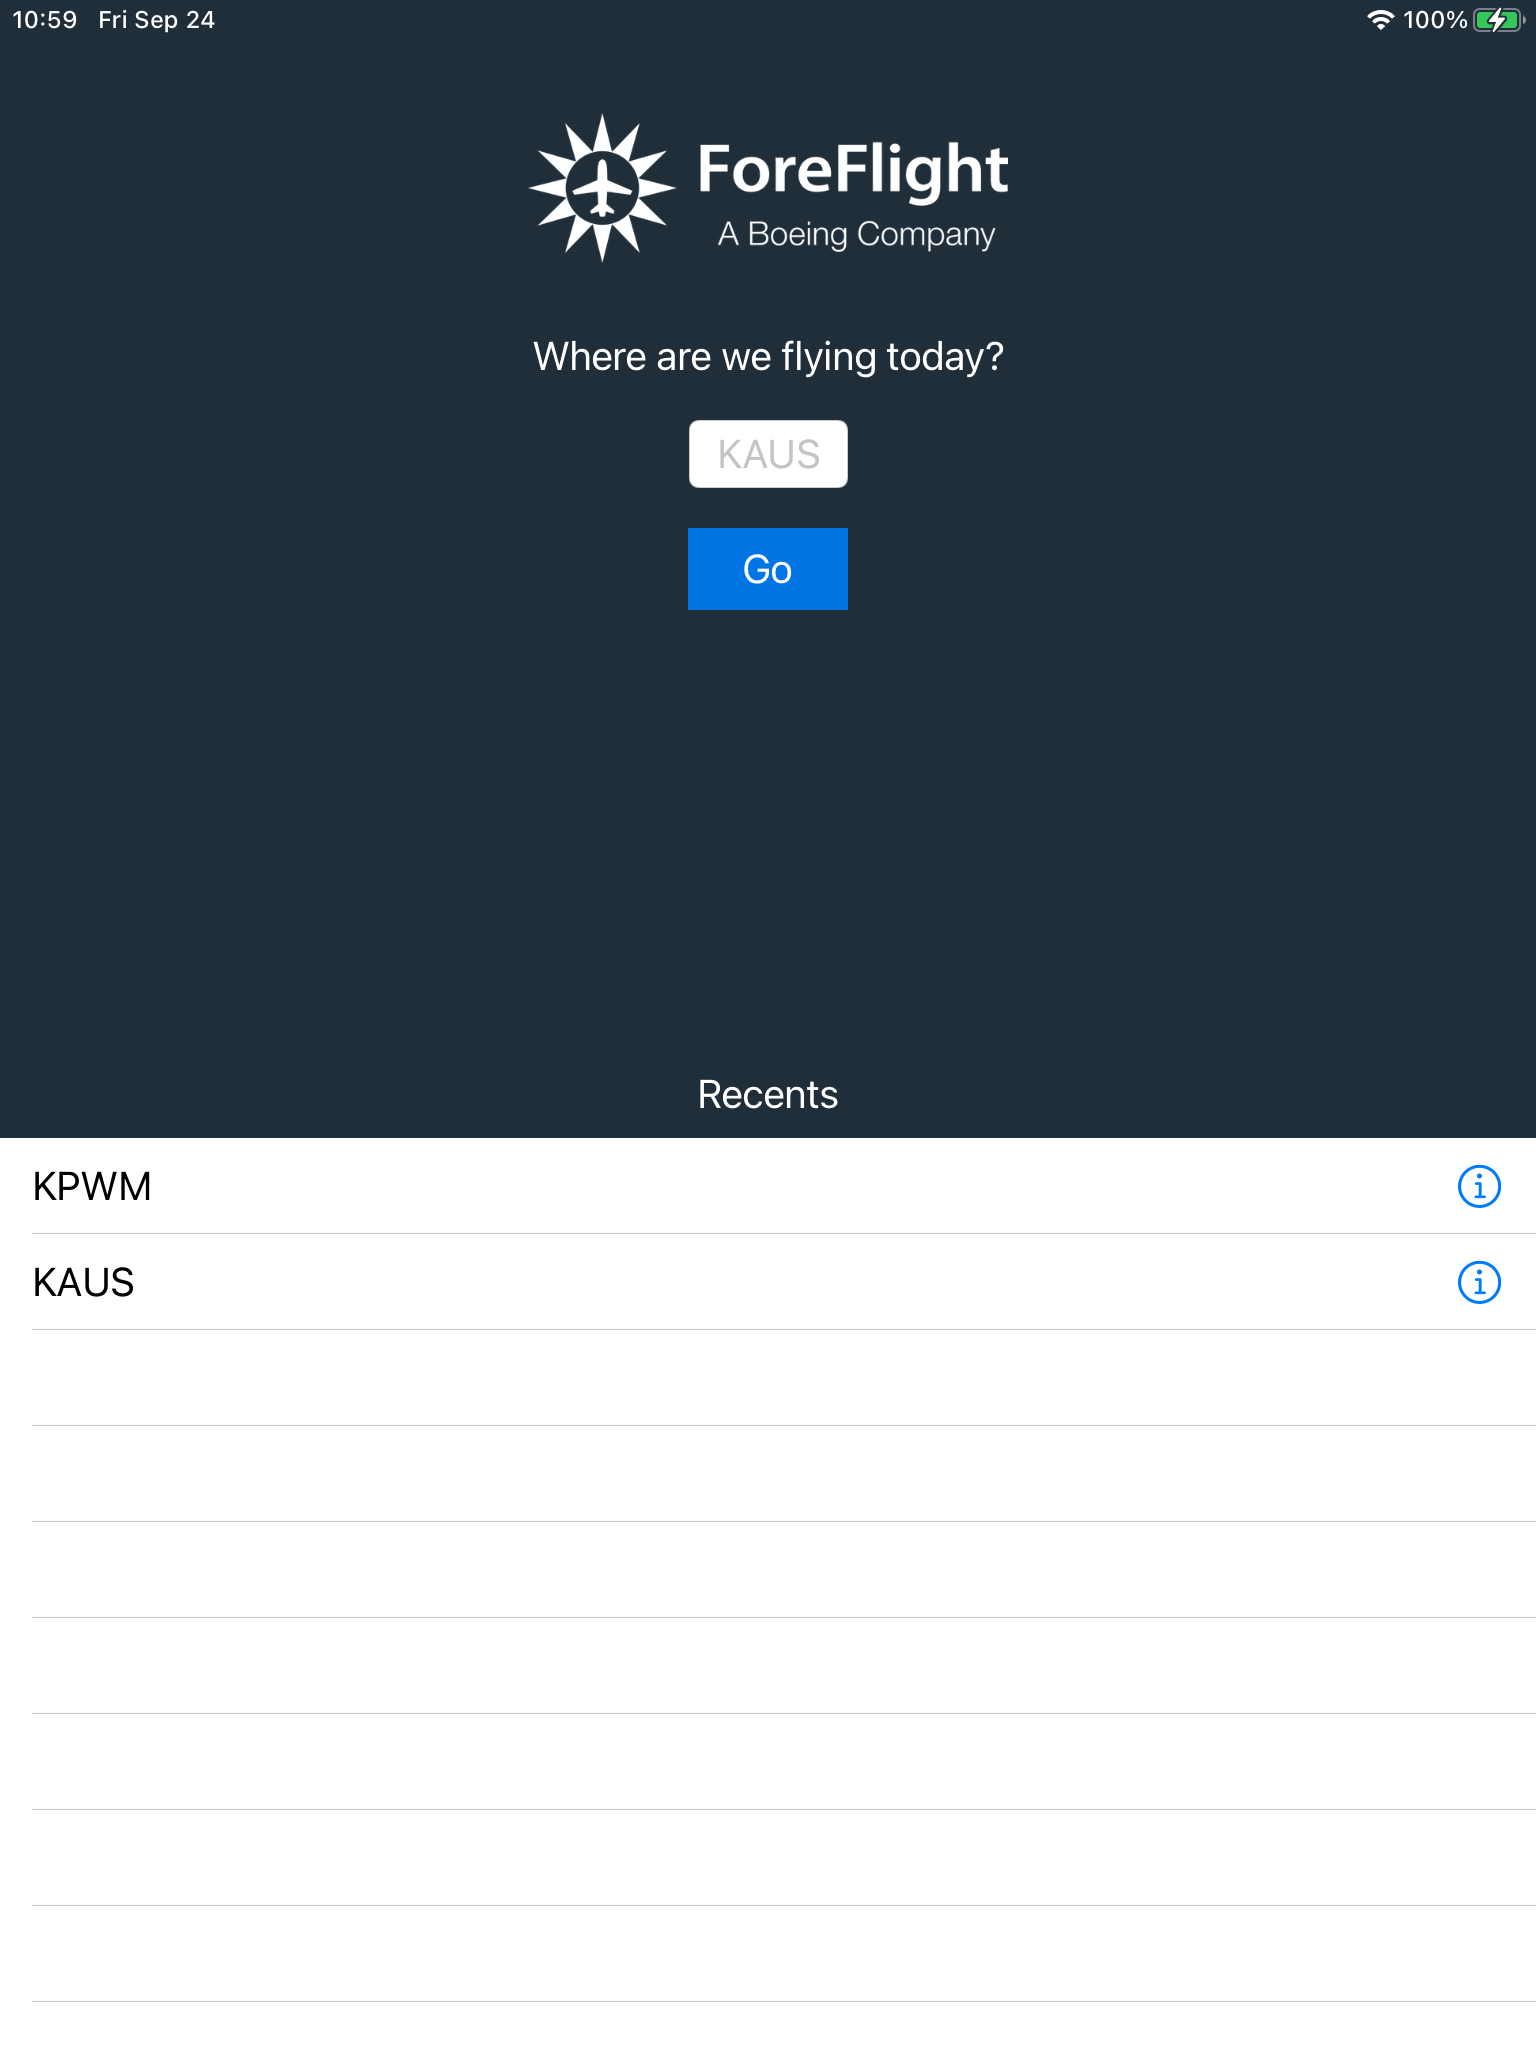 10:59 Fri Sep 24 100%
ForeFlight
A Boeing Company
Where are we flying today?
KAUS
Go
Recents
KPWM
KAUS